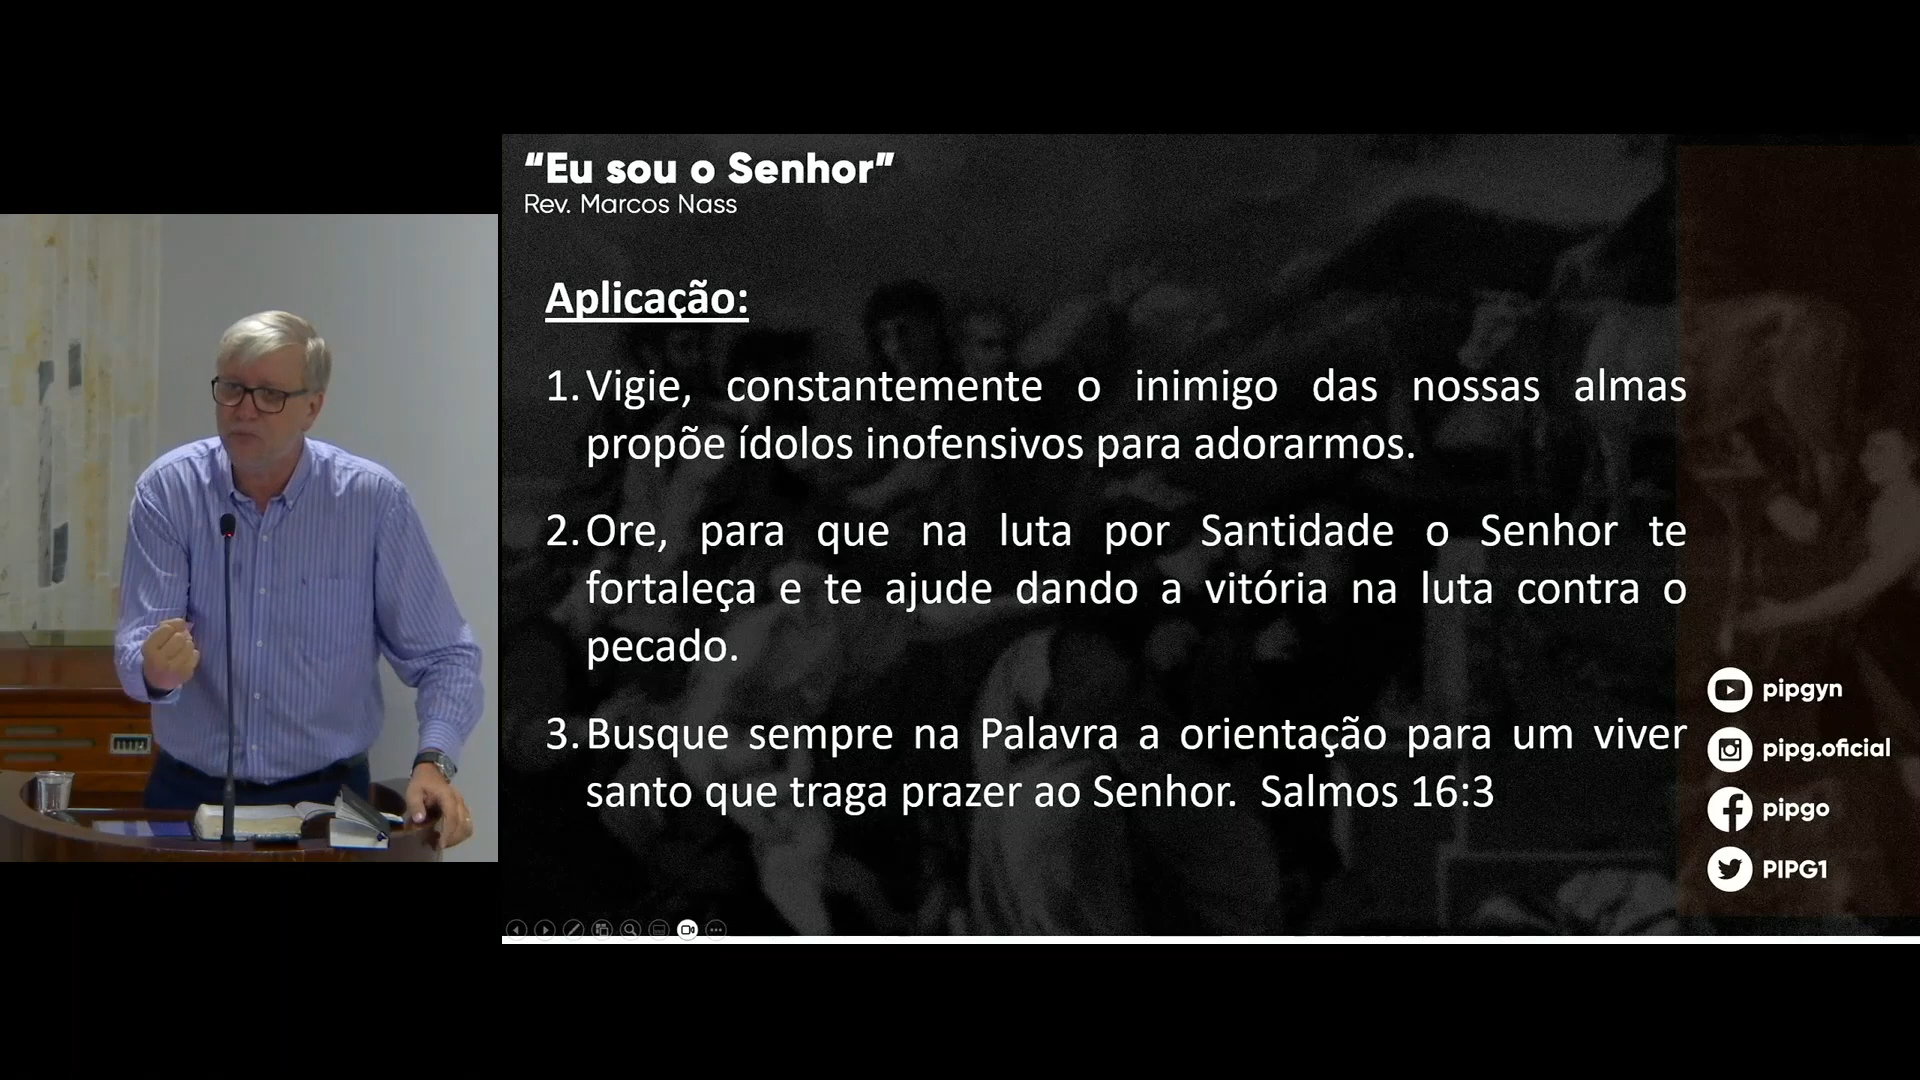 “Eu sou o Senhor”
Rev. Marcos Nass
Aplicação:
1. Vigie, constantemente o inimigo das nossas almas
propõe ídolos inofensivos para adorarmos.
2. Ore, para que na luta por Santidade o Senhor te
fortaleça e te ajude dando a vitória na luta contra o
pecado.
3. Busque sempre na Palavra a orientação para um viver
santo que traga prazer ao Senhor.  Salmos 16:3
pipgyn
pipg.oficial
pipgo
PIPG1